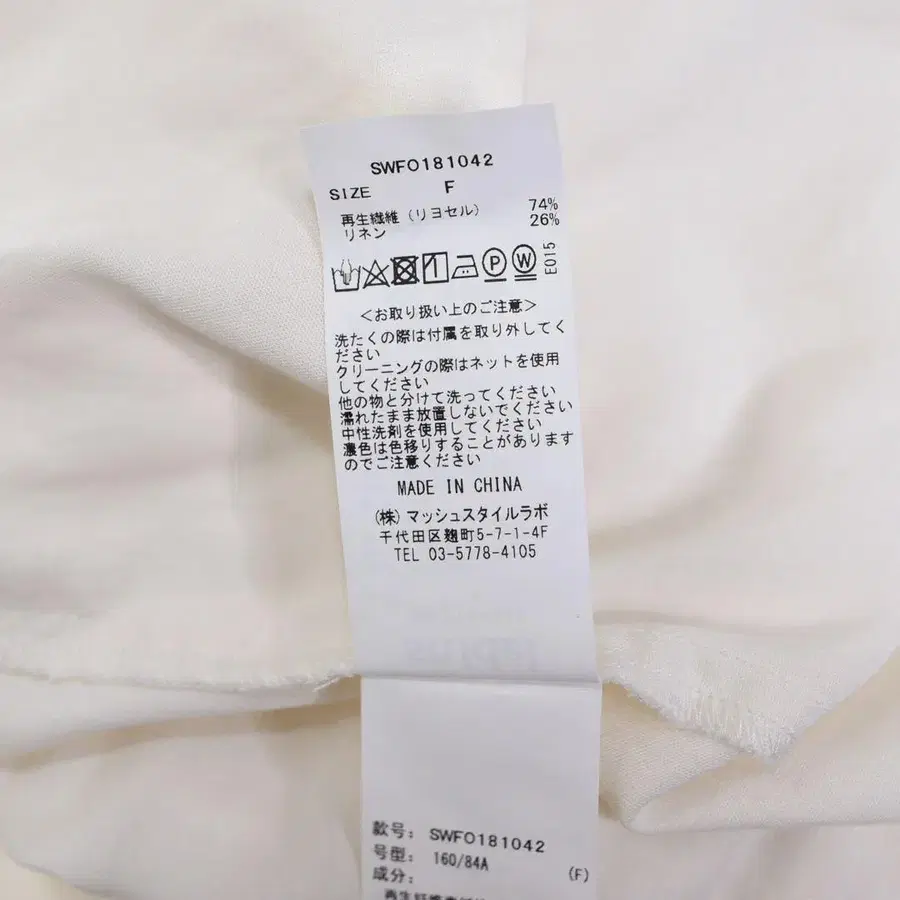 SWFO181042
SIZE F
再生繊維（リヨセル） 74%
リネン 26%
P W
E015
＜お取り扱い上のご注意＞
洗たくの際は付属を取り外してく
ださい
クリーニングの際はネットを使用
してください
他の物と分けて洗ってください
濡れたまま放置しないでください
中性洗剤を使用してください
濃色は色移りすることがあります
のでご注意ください
MADE IN CHINA
(株) マッシュスタイルラボ
千代田区麹町5-7-1-4F
TEL 03-5778-4105
款号： SWFO181042
号型： 160/84A (F)
成分：